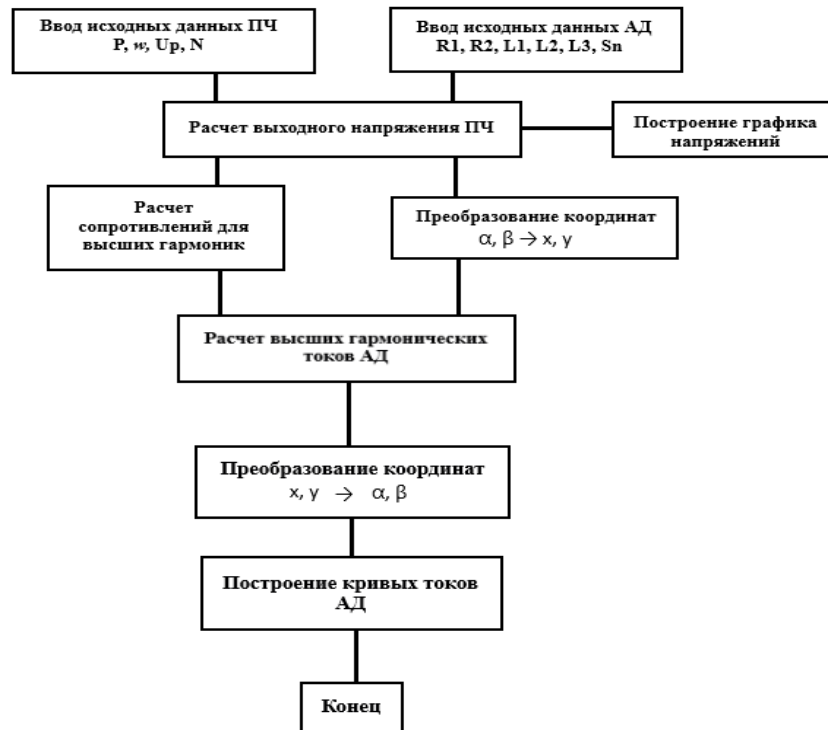 Ввод исходных данных ПЧ
P, w, Up, N
Ввод исходных данных АД
R1, R2, L1, L2, L3, Sn
Расчет выходного напряжения ПЧ
Построение графика
напряжений
Расчет
сопротивлений для
высших гармоник
Преобразование координат
α, β → x, y
Расчет высших гармонических
токов АД
Преобразование координат
x, y → α, β
Построение кривых токов
АД
Конец